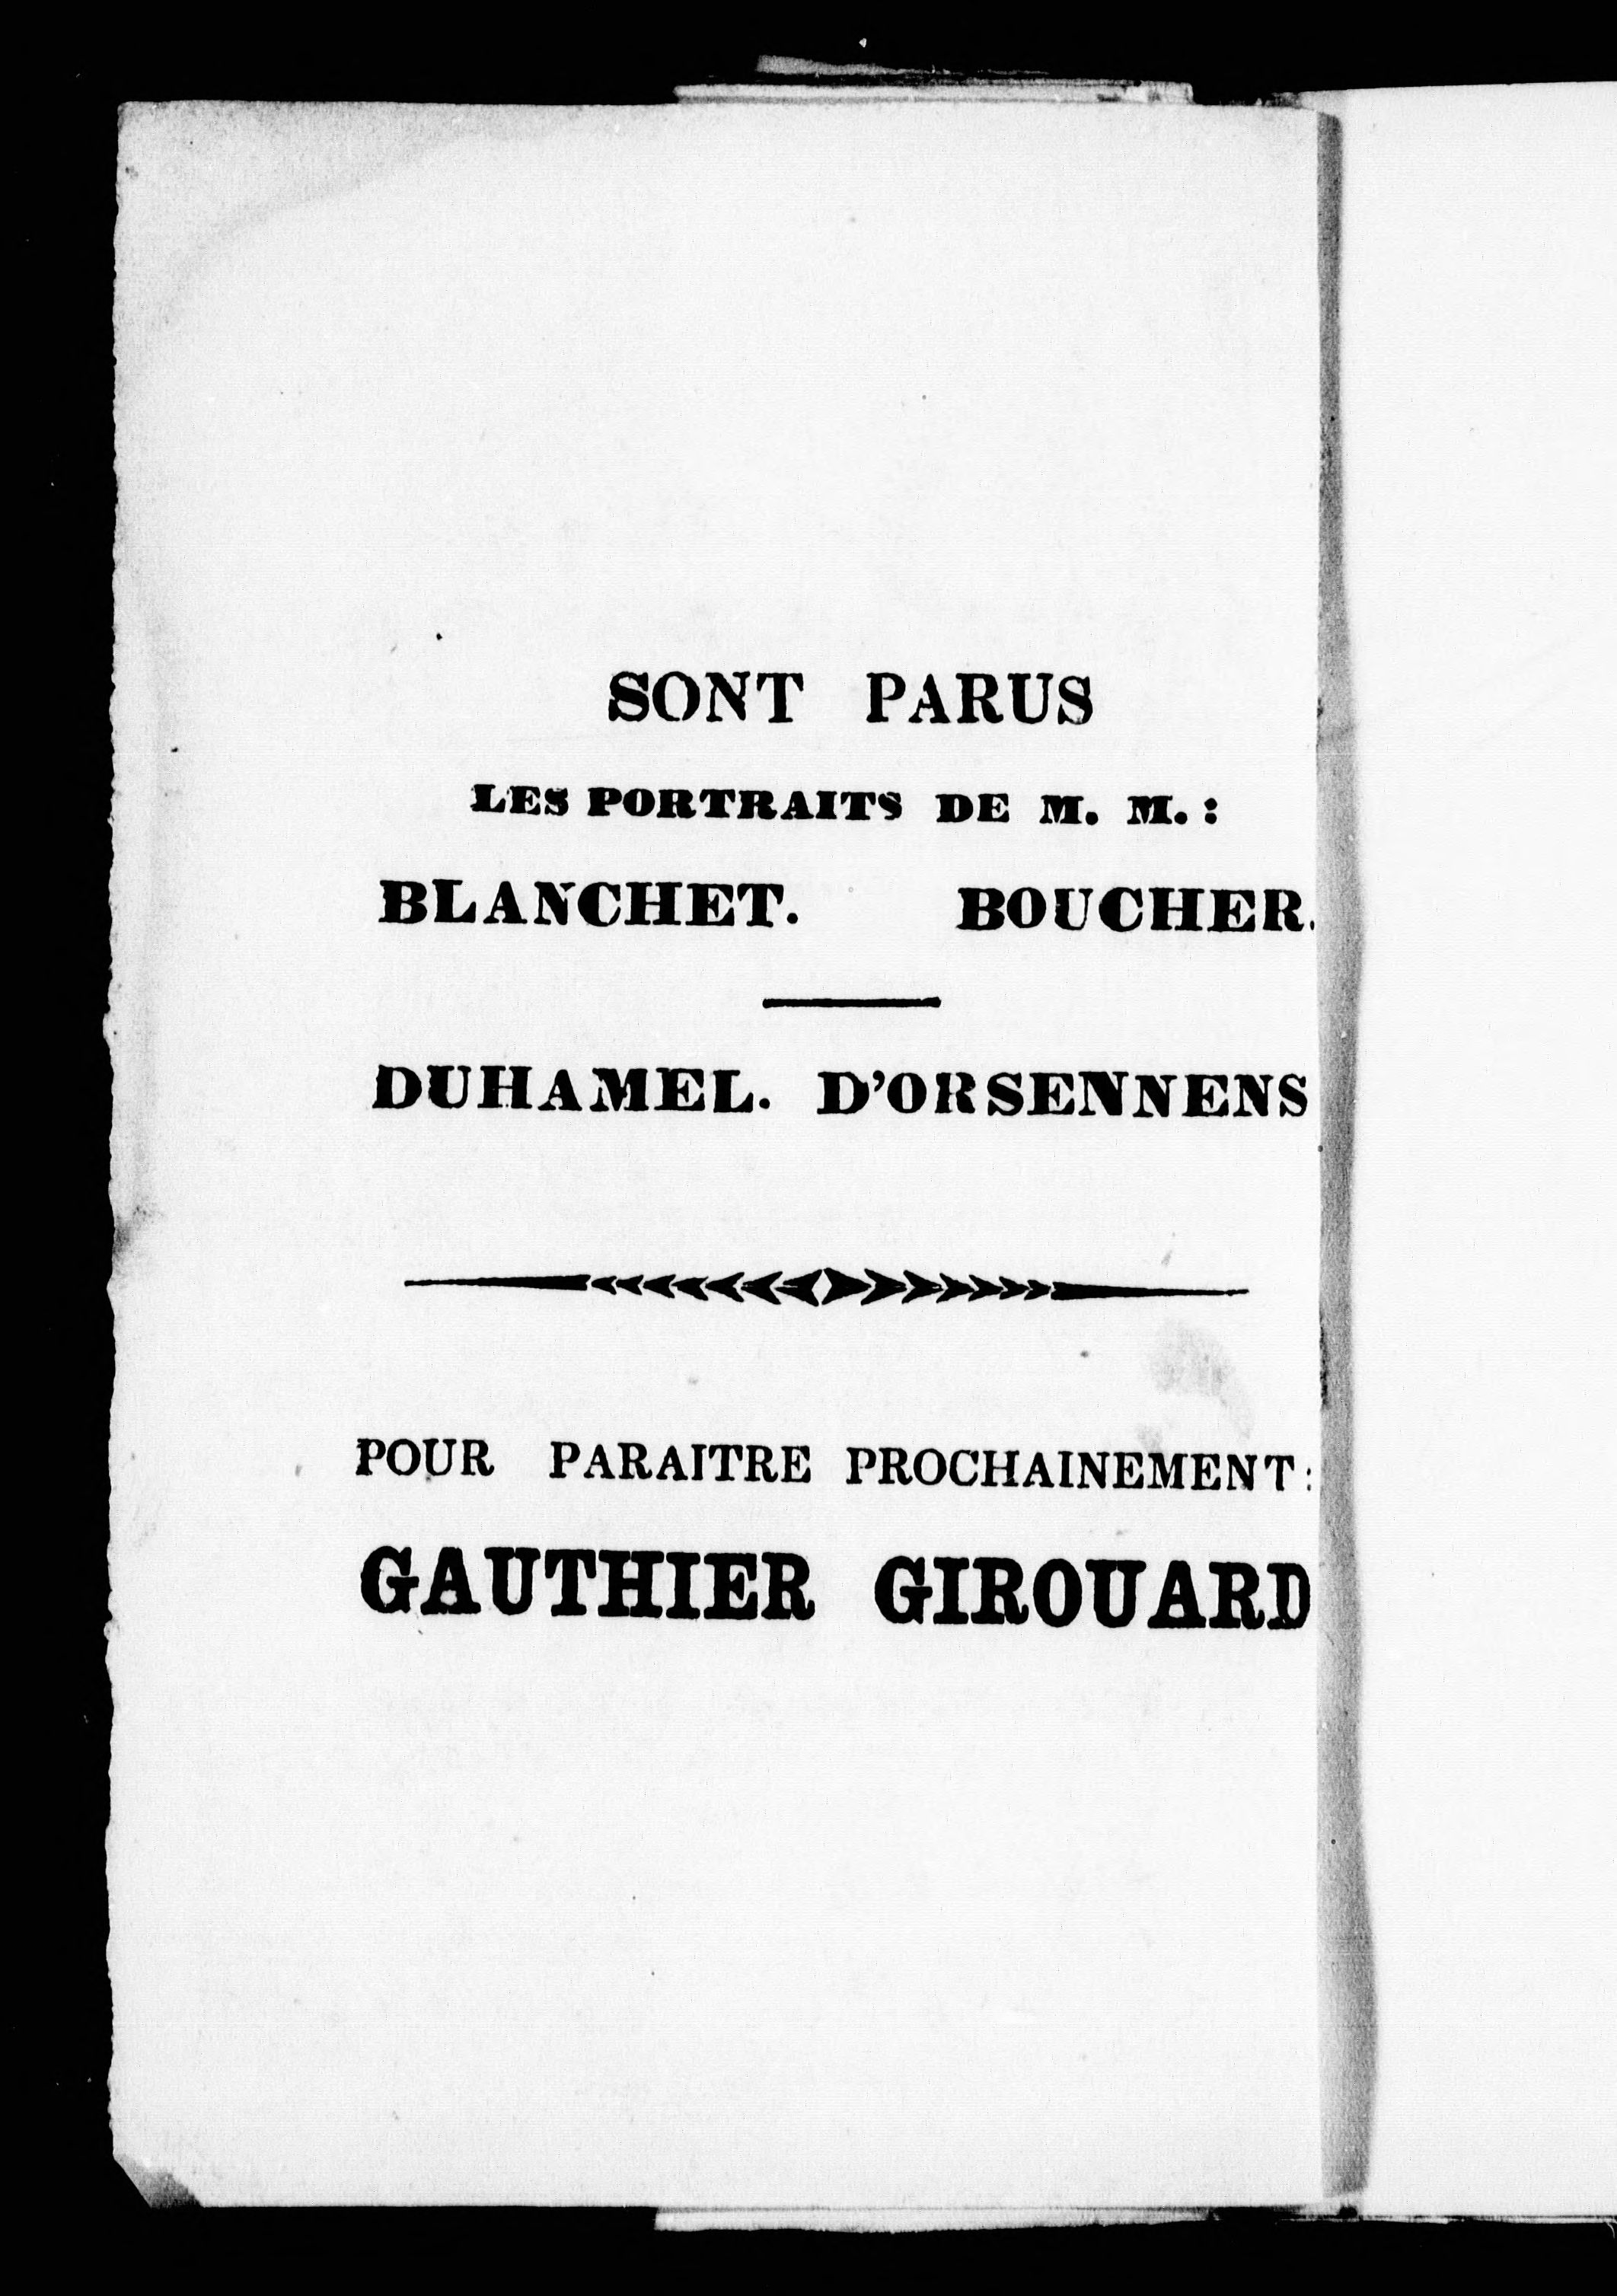 SONT PARUS
LES PORTRAITS DE M. M. :
BLANCHET. BOUCHER.
DUHAMEL. D'ORSENNENS
POUR PARAITRE PROCHAINEMENT:
GAUTHIER GIROUARD